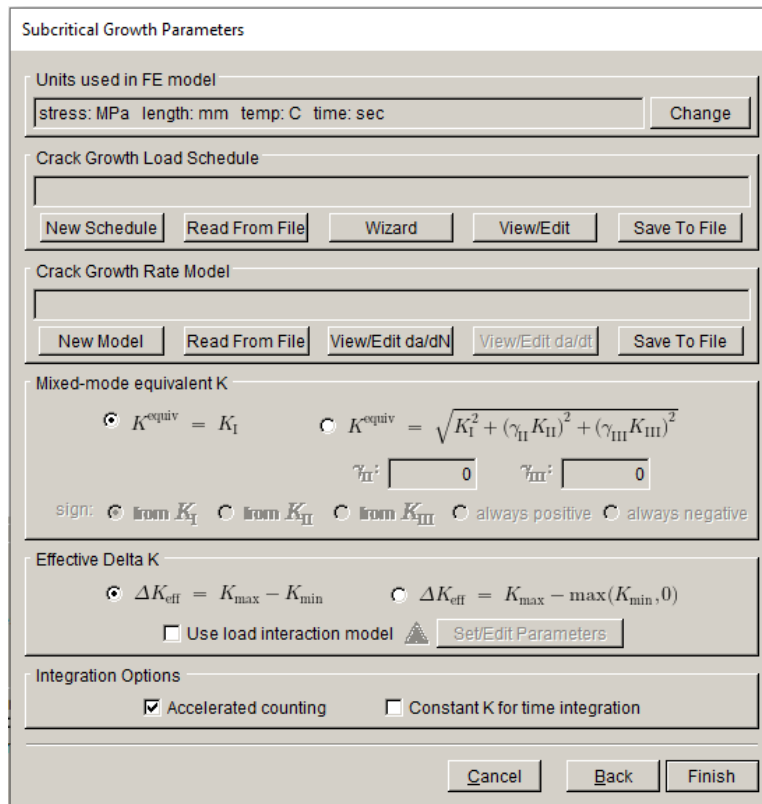 Subcritical Growth Parameters
Units used in FE model
stress: MPa length: mm temp: C time: sec Change
Crack Growth Load Schedule
New Schedule Read From File Wizard View/Edit Save To File
Crack Growth Rate Model
New Model Read From File View/Edit da/dN View/Edit da/dt Save To File
Mixed-mode equivalent K
K^equiv = K_I K^equiv = √(K_I^2 + (γ_II K_II)^2 + (γ_III K_III)^2)
γ_II: 0 γ_III: 0
sign: from K_I from K_II from K_III always positive always negative
Effective Delta K
ΔK_eff = K_max − K_min ΔK_eff = K_max − max(K_min,0)
Use load interaction model Set/Edit Parameters
Integration Options
Accelerated counting Constant K for time integration
Cancel Back Finish